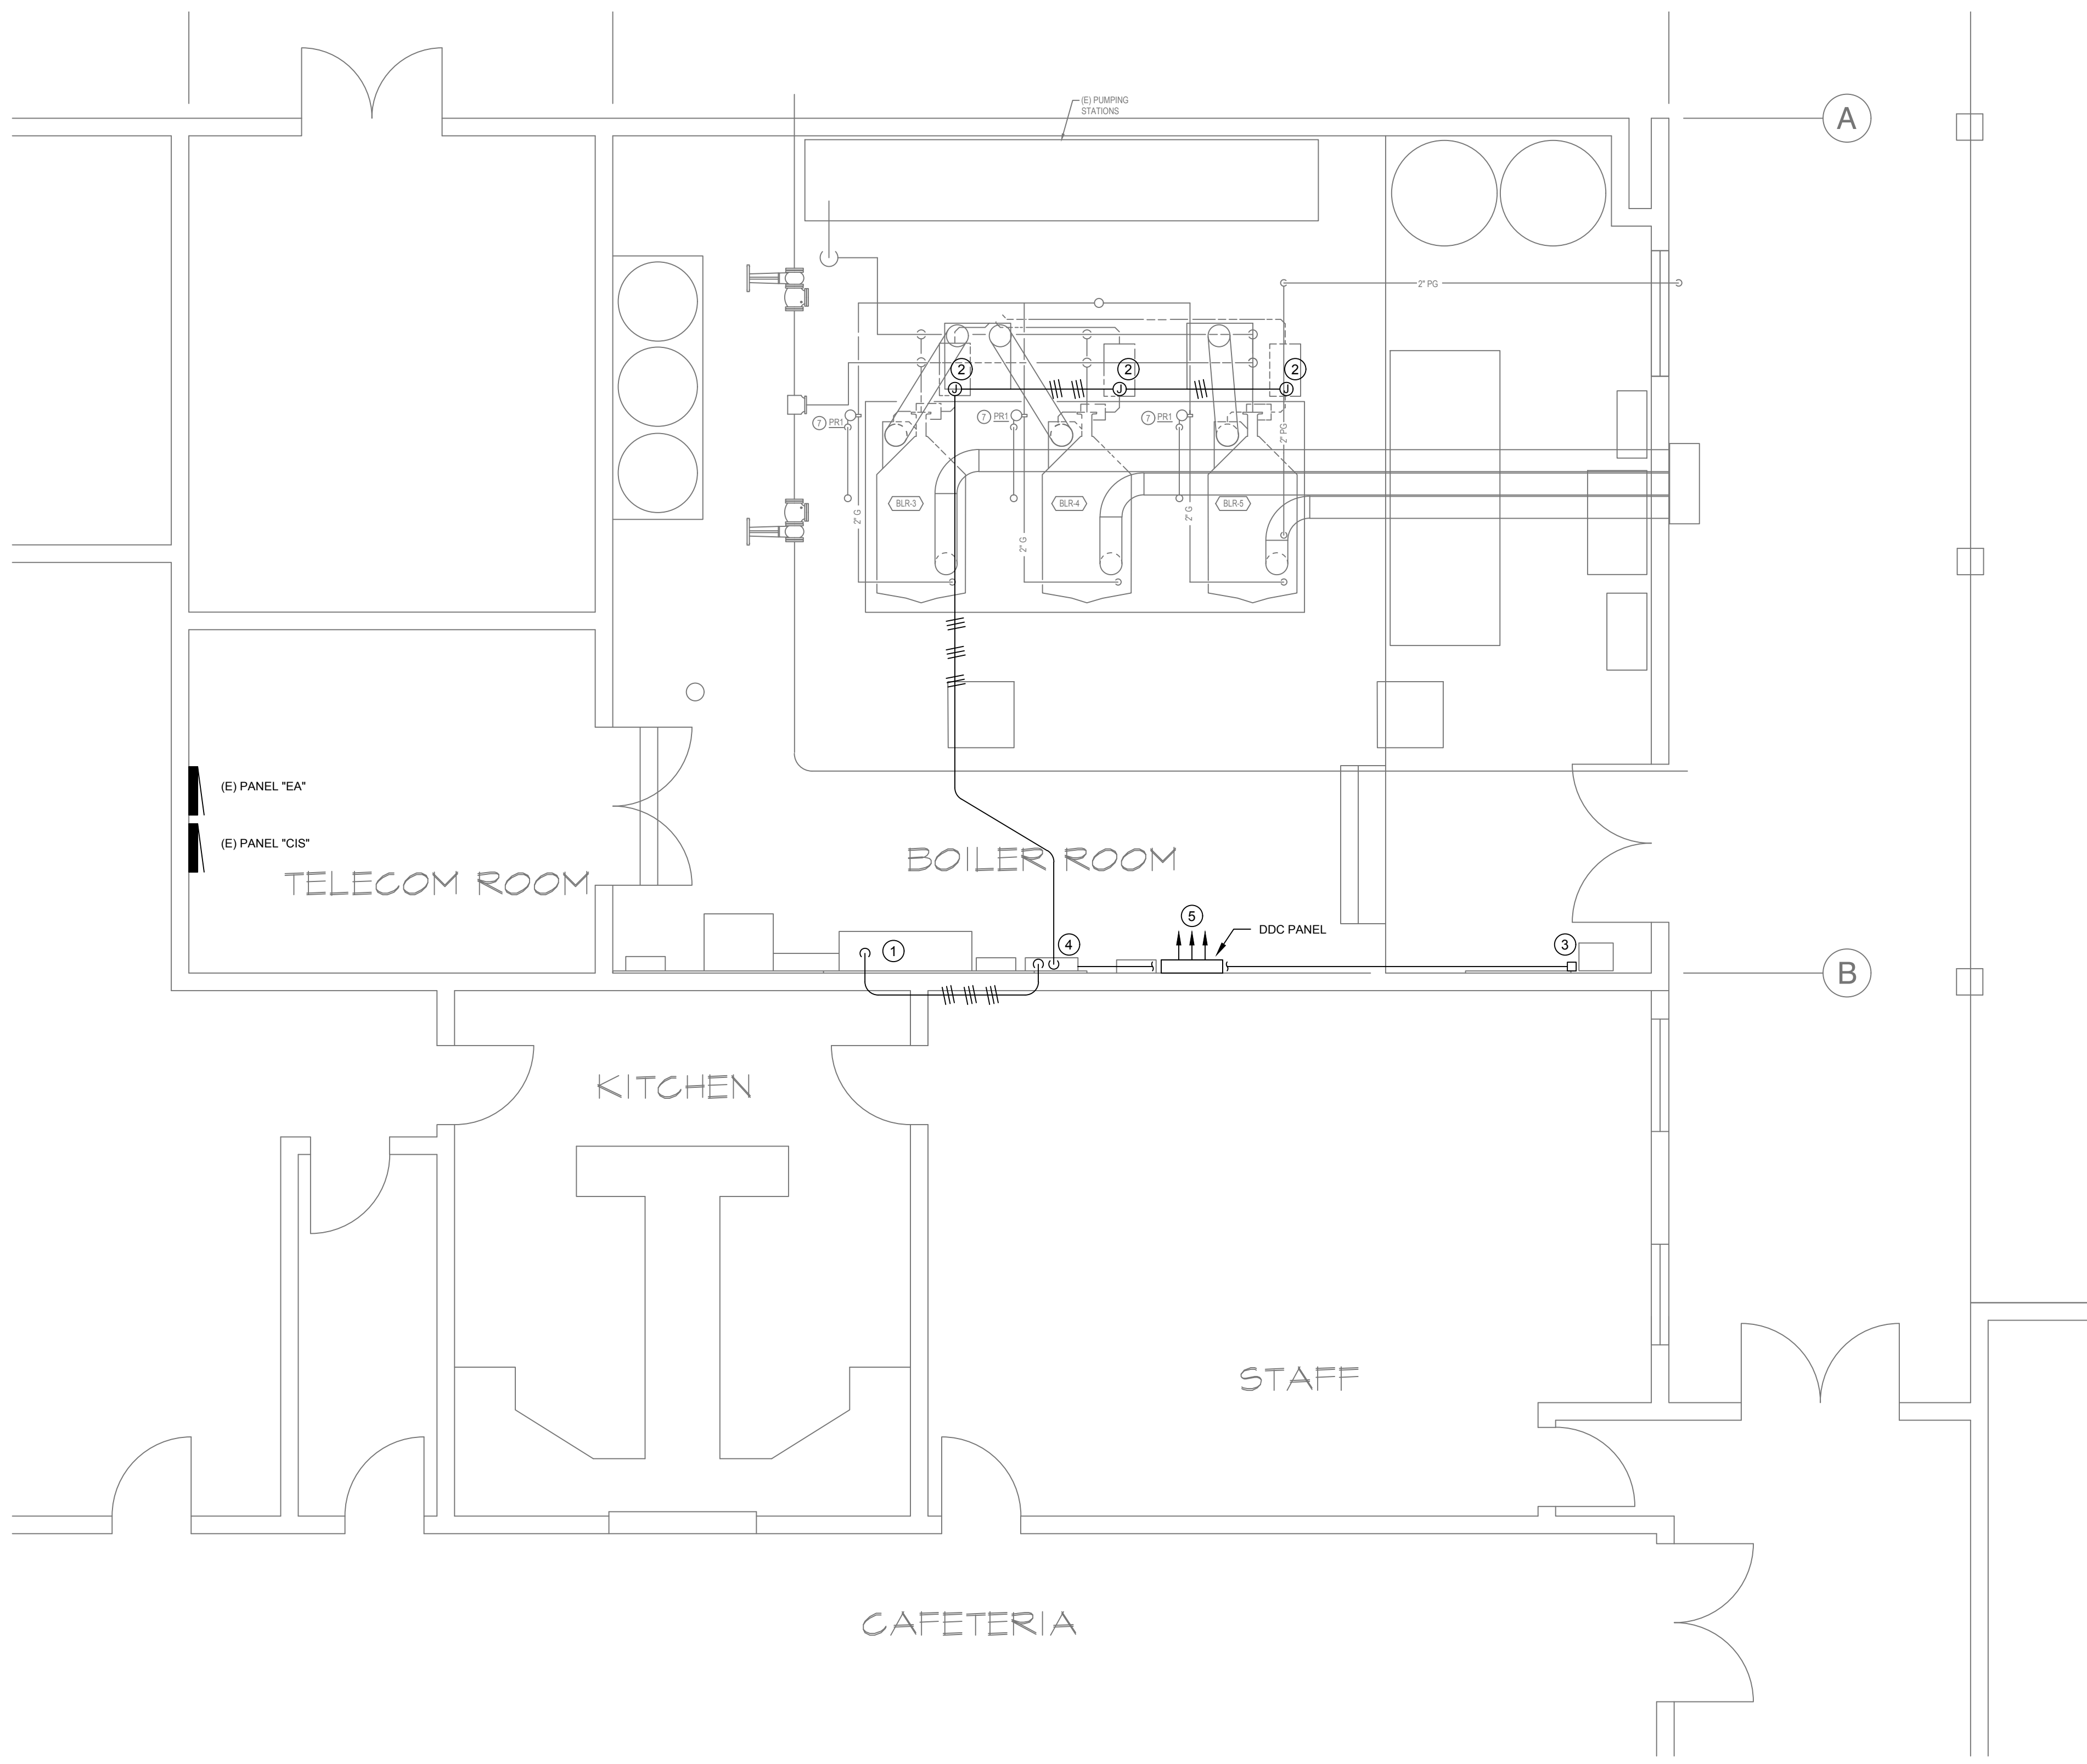 (E) PUMPING
STATIONS
A
2" PG
2
2
2
J
J
J
7 PR1
7 PR1
7 PR1
2" PG
BLR-3
BLR-4
BLR-5
2" G
2" G
2" G
(E) PANEL "EA"
(E) PANEL "CIS"
TELECOM ROOM
BOILER ROOM
5
DDC PANEL
1
4
3
B
KITCHEN
STAFF
CAFETERIA